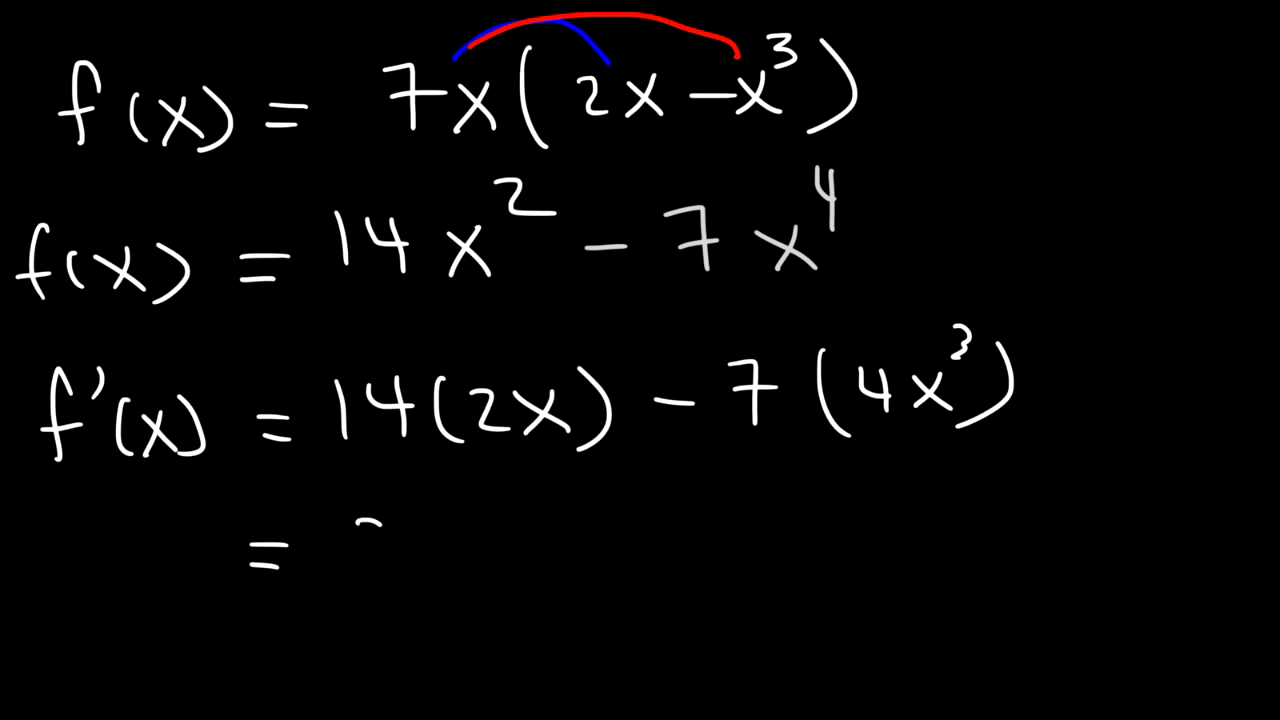 f(x) = 7x(2x - x³)
f(x) = 14x² - 7x⁴
f'(x) = 14(2x) - 7(4x³)
=